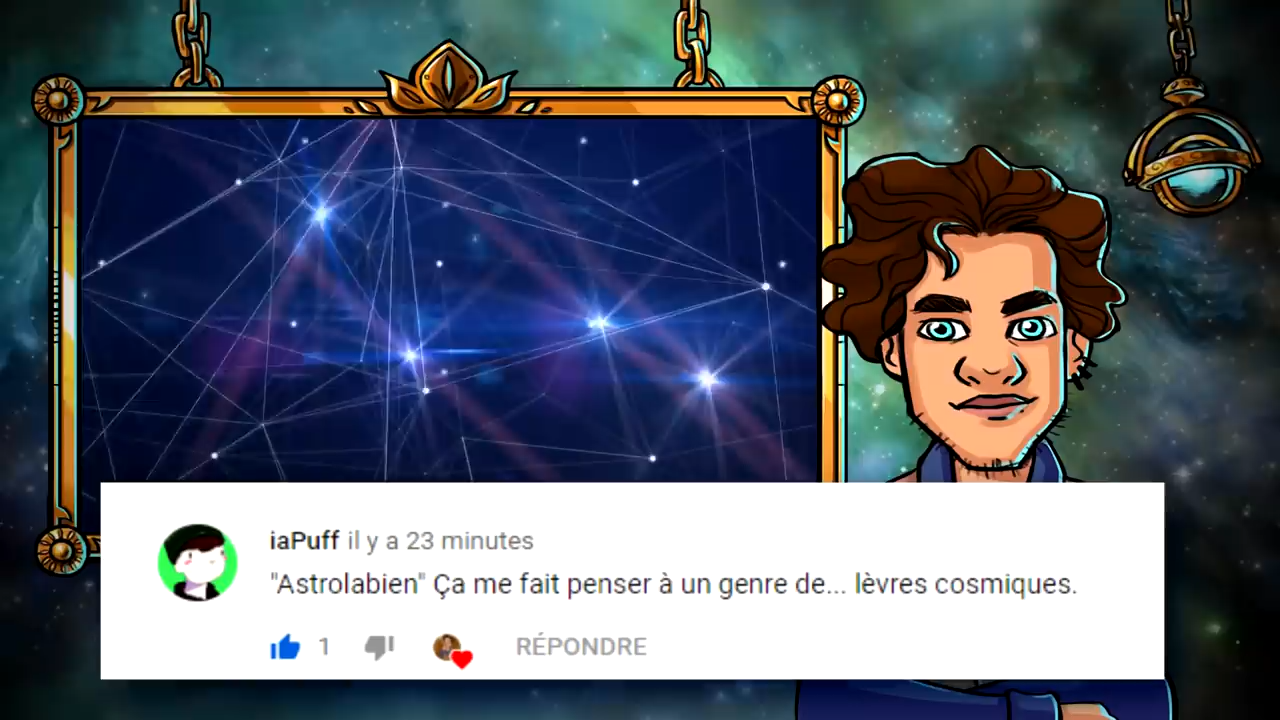 iaPuff il y a 23 minutes
"Astrolabien" Ça me fait penser à un genre de... lèvres cosmiques.
1 RÉPONDRE